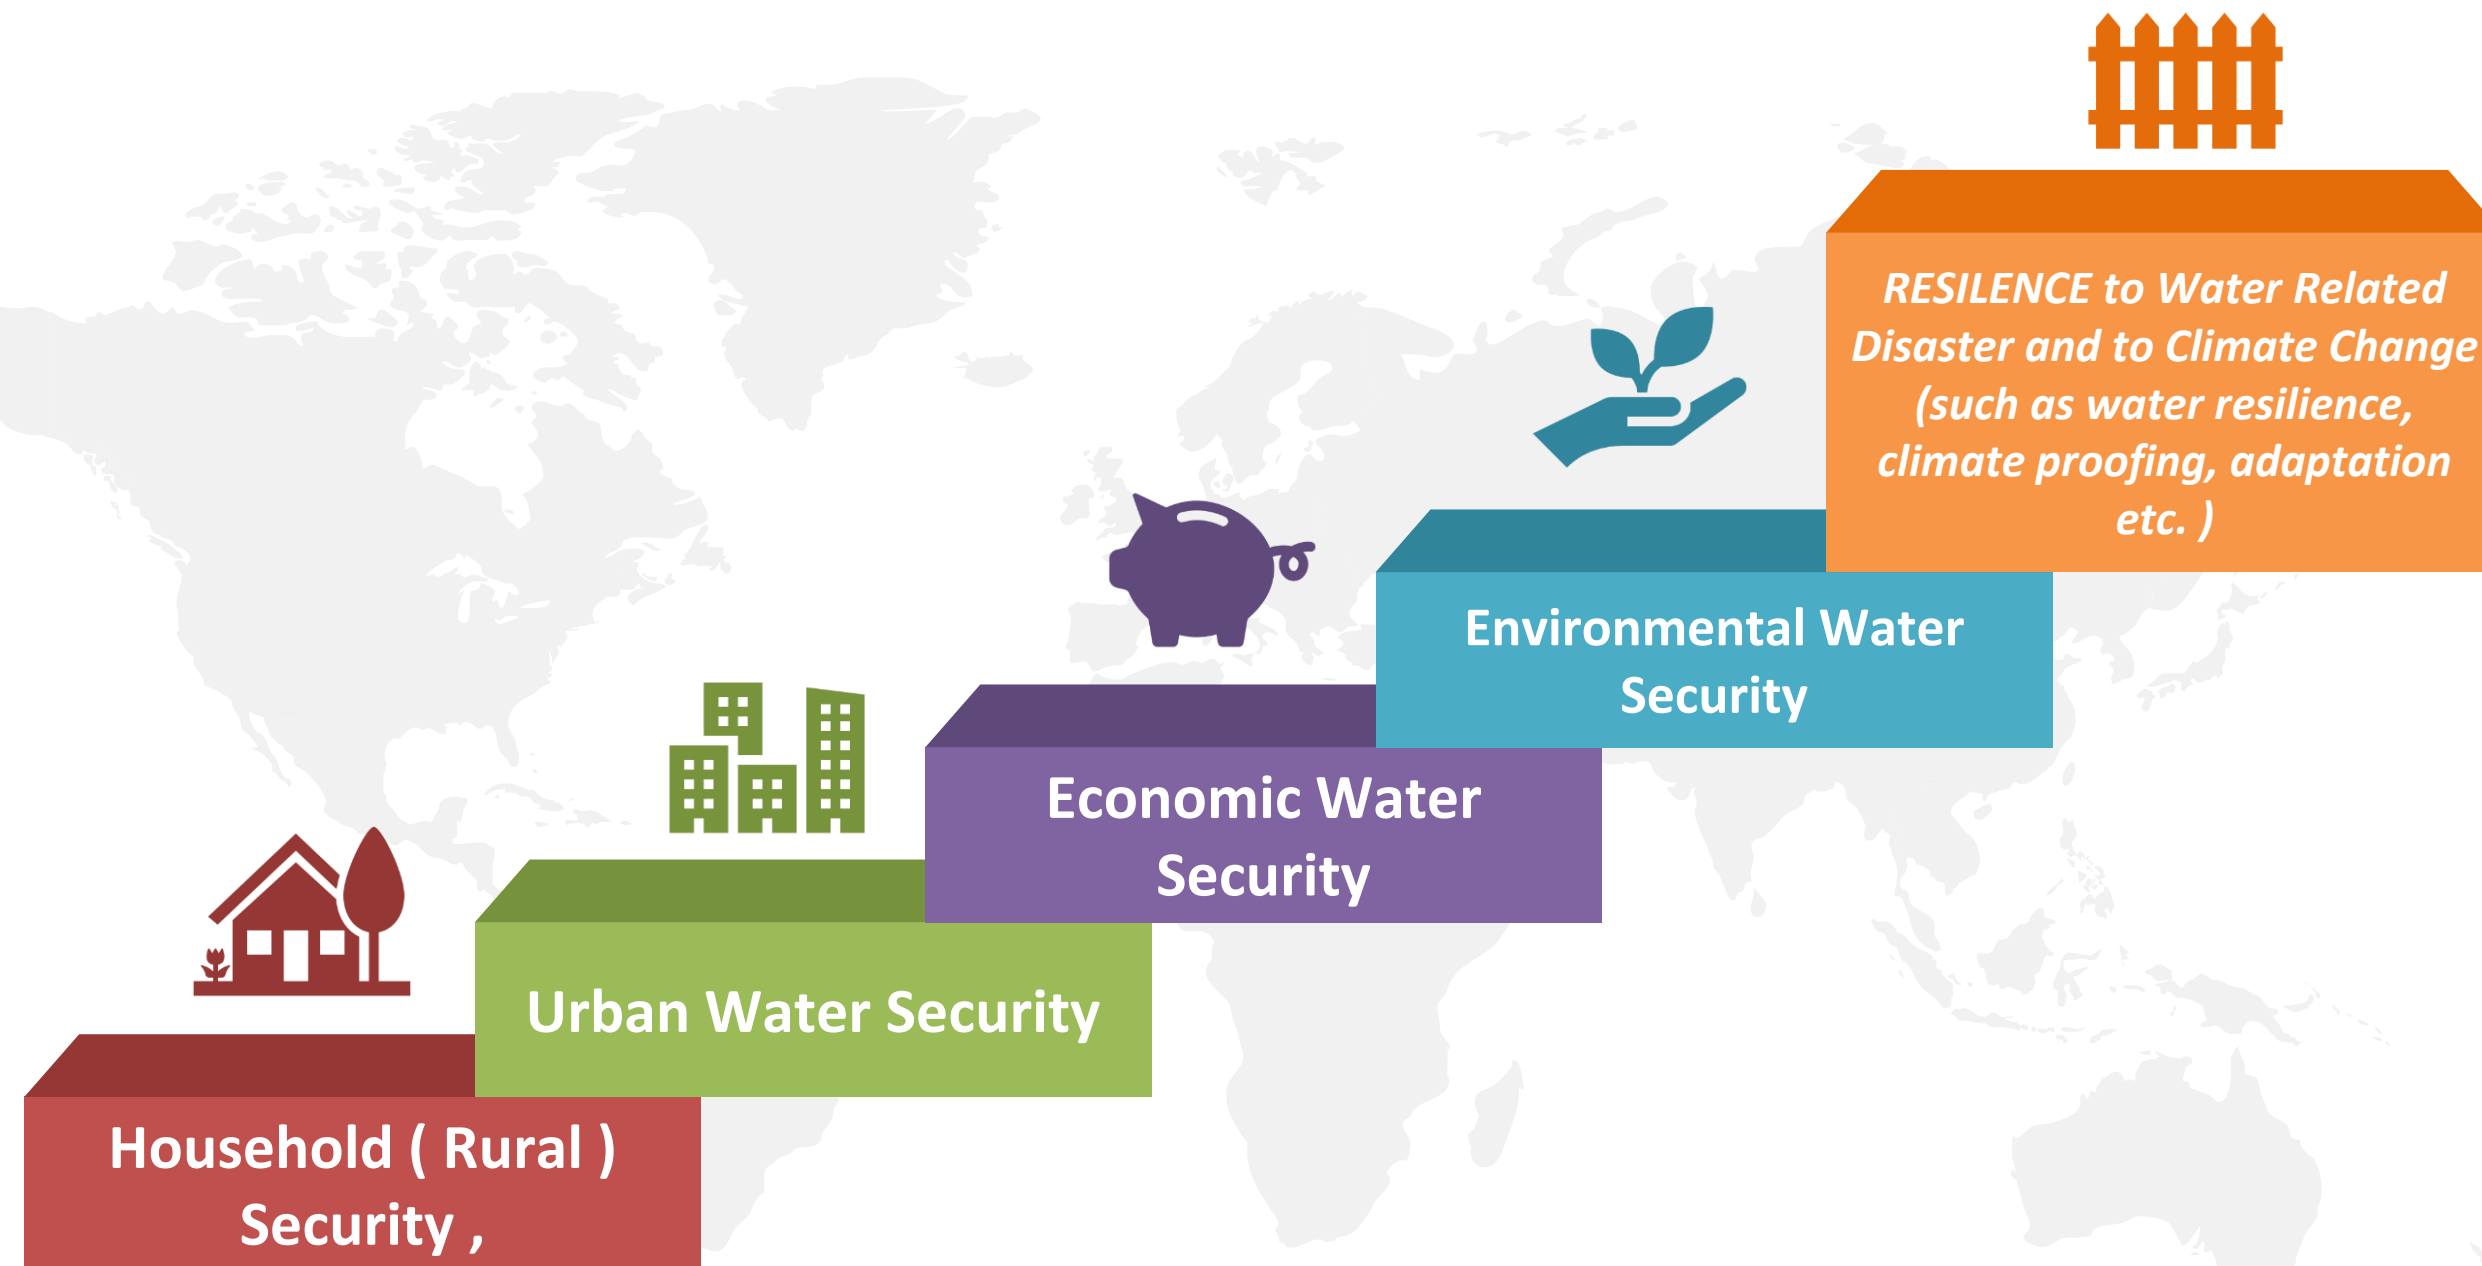 Household ( Rural )
Security ,
Urban Water Security
Economic Water
Security
Environmental Water
Security
RESILENCE to Water Related
Disaster and to Climate Change
(such as water resilience,
climate proofing, adaptation
etc. )